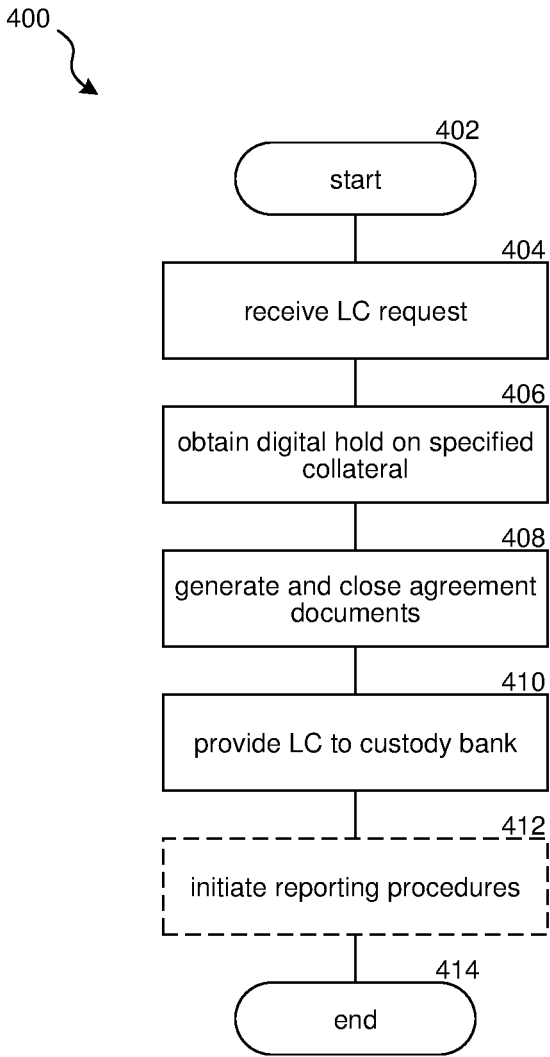 400
402
start
404
receive LC request
406
obtain digital hold on specified
collateral
408
generate and close agreement
documents
410
provide LC to custody bank
412
initiate reporting procedures
414
end